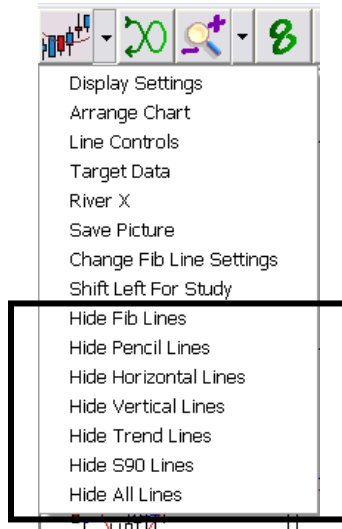 Display Settings
Arrange Chart
Line Controls
Target Data
River X
Save Picture
Change Fib Line Settings
Shift Left For Study
Hide Fib Lines
Hide Pencil Lines
Hide Horizontal Lines
Hide Vertical Lines
Hide Trend Lines
Hide S90 Lines
Hide All Lines